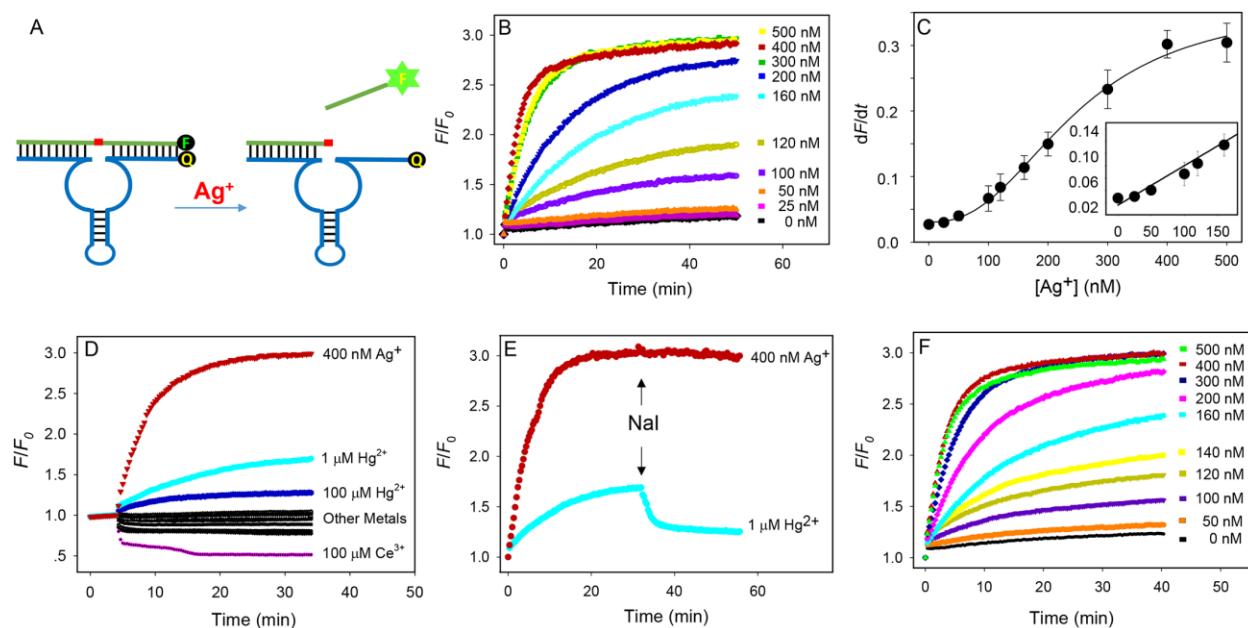 A
F
Q
Ag⁺
F
Q
B
F/F₀
3.0
2.5
2.0
1.5
1.0
0
20
40
60
Time (min)
500 nM
400 nM
300 nM
200 nM
160 nM
120 nM
100 nM
50 nM
25 nM
0 nM
C
dF/dt
0.3
0.2
0.1
0.0
0
100
200
300
400
500
[Ag⁺] (nM)
0.14
0.10
0.06
0.02
0
50
100
150
D
F/F₀
3.0
2.5
2.0
1.5
1.0
.5
0
10
20
30
40
50
Time (min)
400 nM Ag⁺
1 μM Hg²⁺
100 μM Hg²⁺
Other Metals
100 μM Ce³⁺
E
F/F₀
3.0
2.5
2.0
1.5
1.0
0
20
40
60
Time (min)
400 nM Ag⁺
NaI
1 μM Hg²⁺
F
F/F₀
3.0
2.5
2.0
1.5
1.0
0
10
20
30
40
50
Time (min)
500 nM
400 nM
300 nM
200 nM
160 nM
140 nM
120 nM
100 nM
50 nM
0 nM